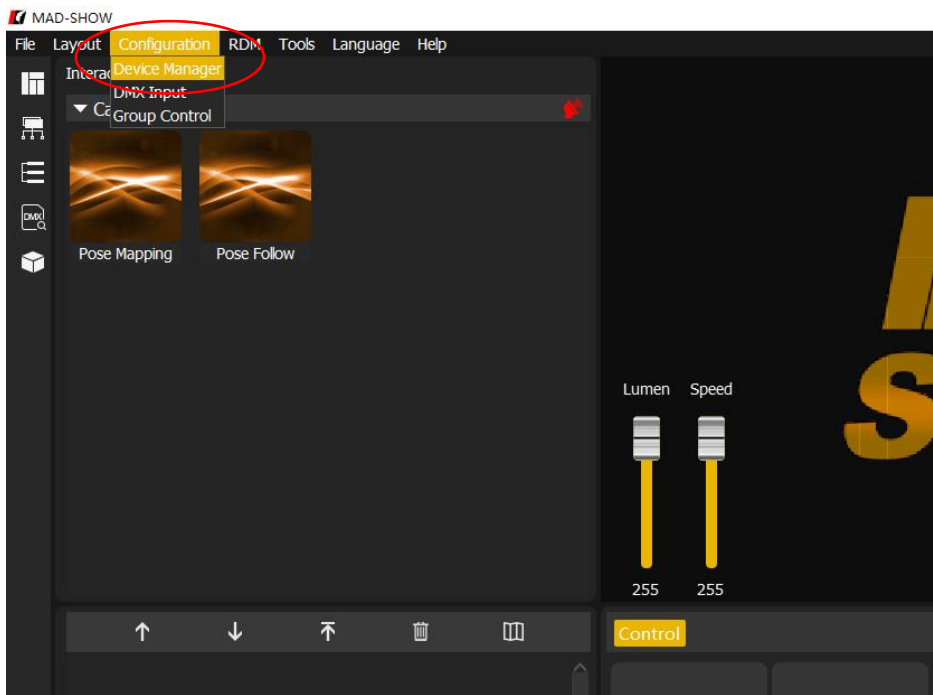 MAD-SHOW
File Layout Configuration RDM Tools Language Help
Device Manager
DMX Input
Group Control
DMX
Pose Mapping Pose Follow
Lumen Speed
S
255 255
Control